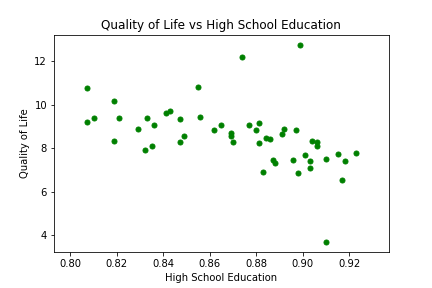 Quality of Life vs High School Education
12
10
8
6
4
Quality of Life
0.80 0.82 0.84 0.86 0.88 0.90 0.92
High School Education